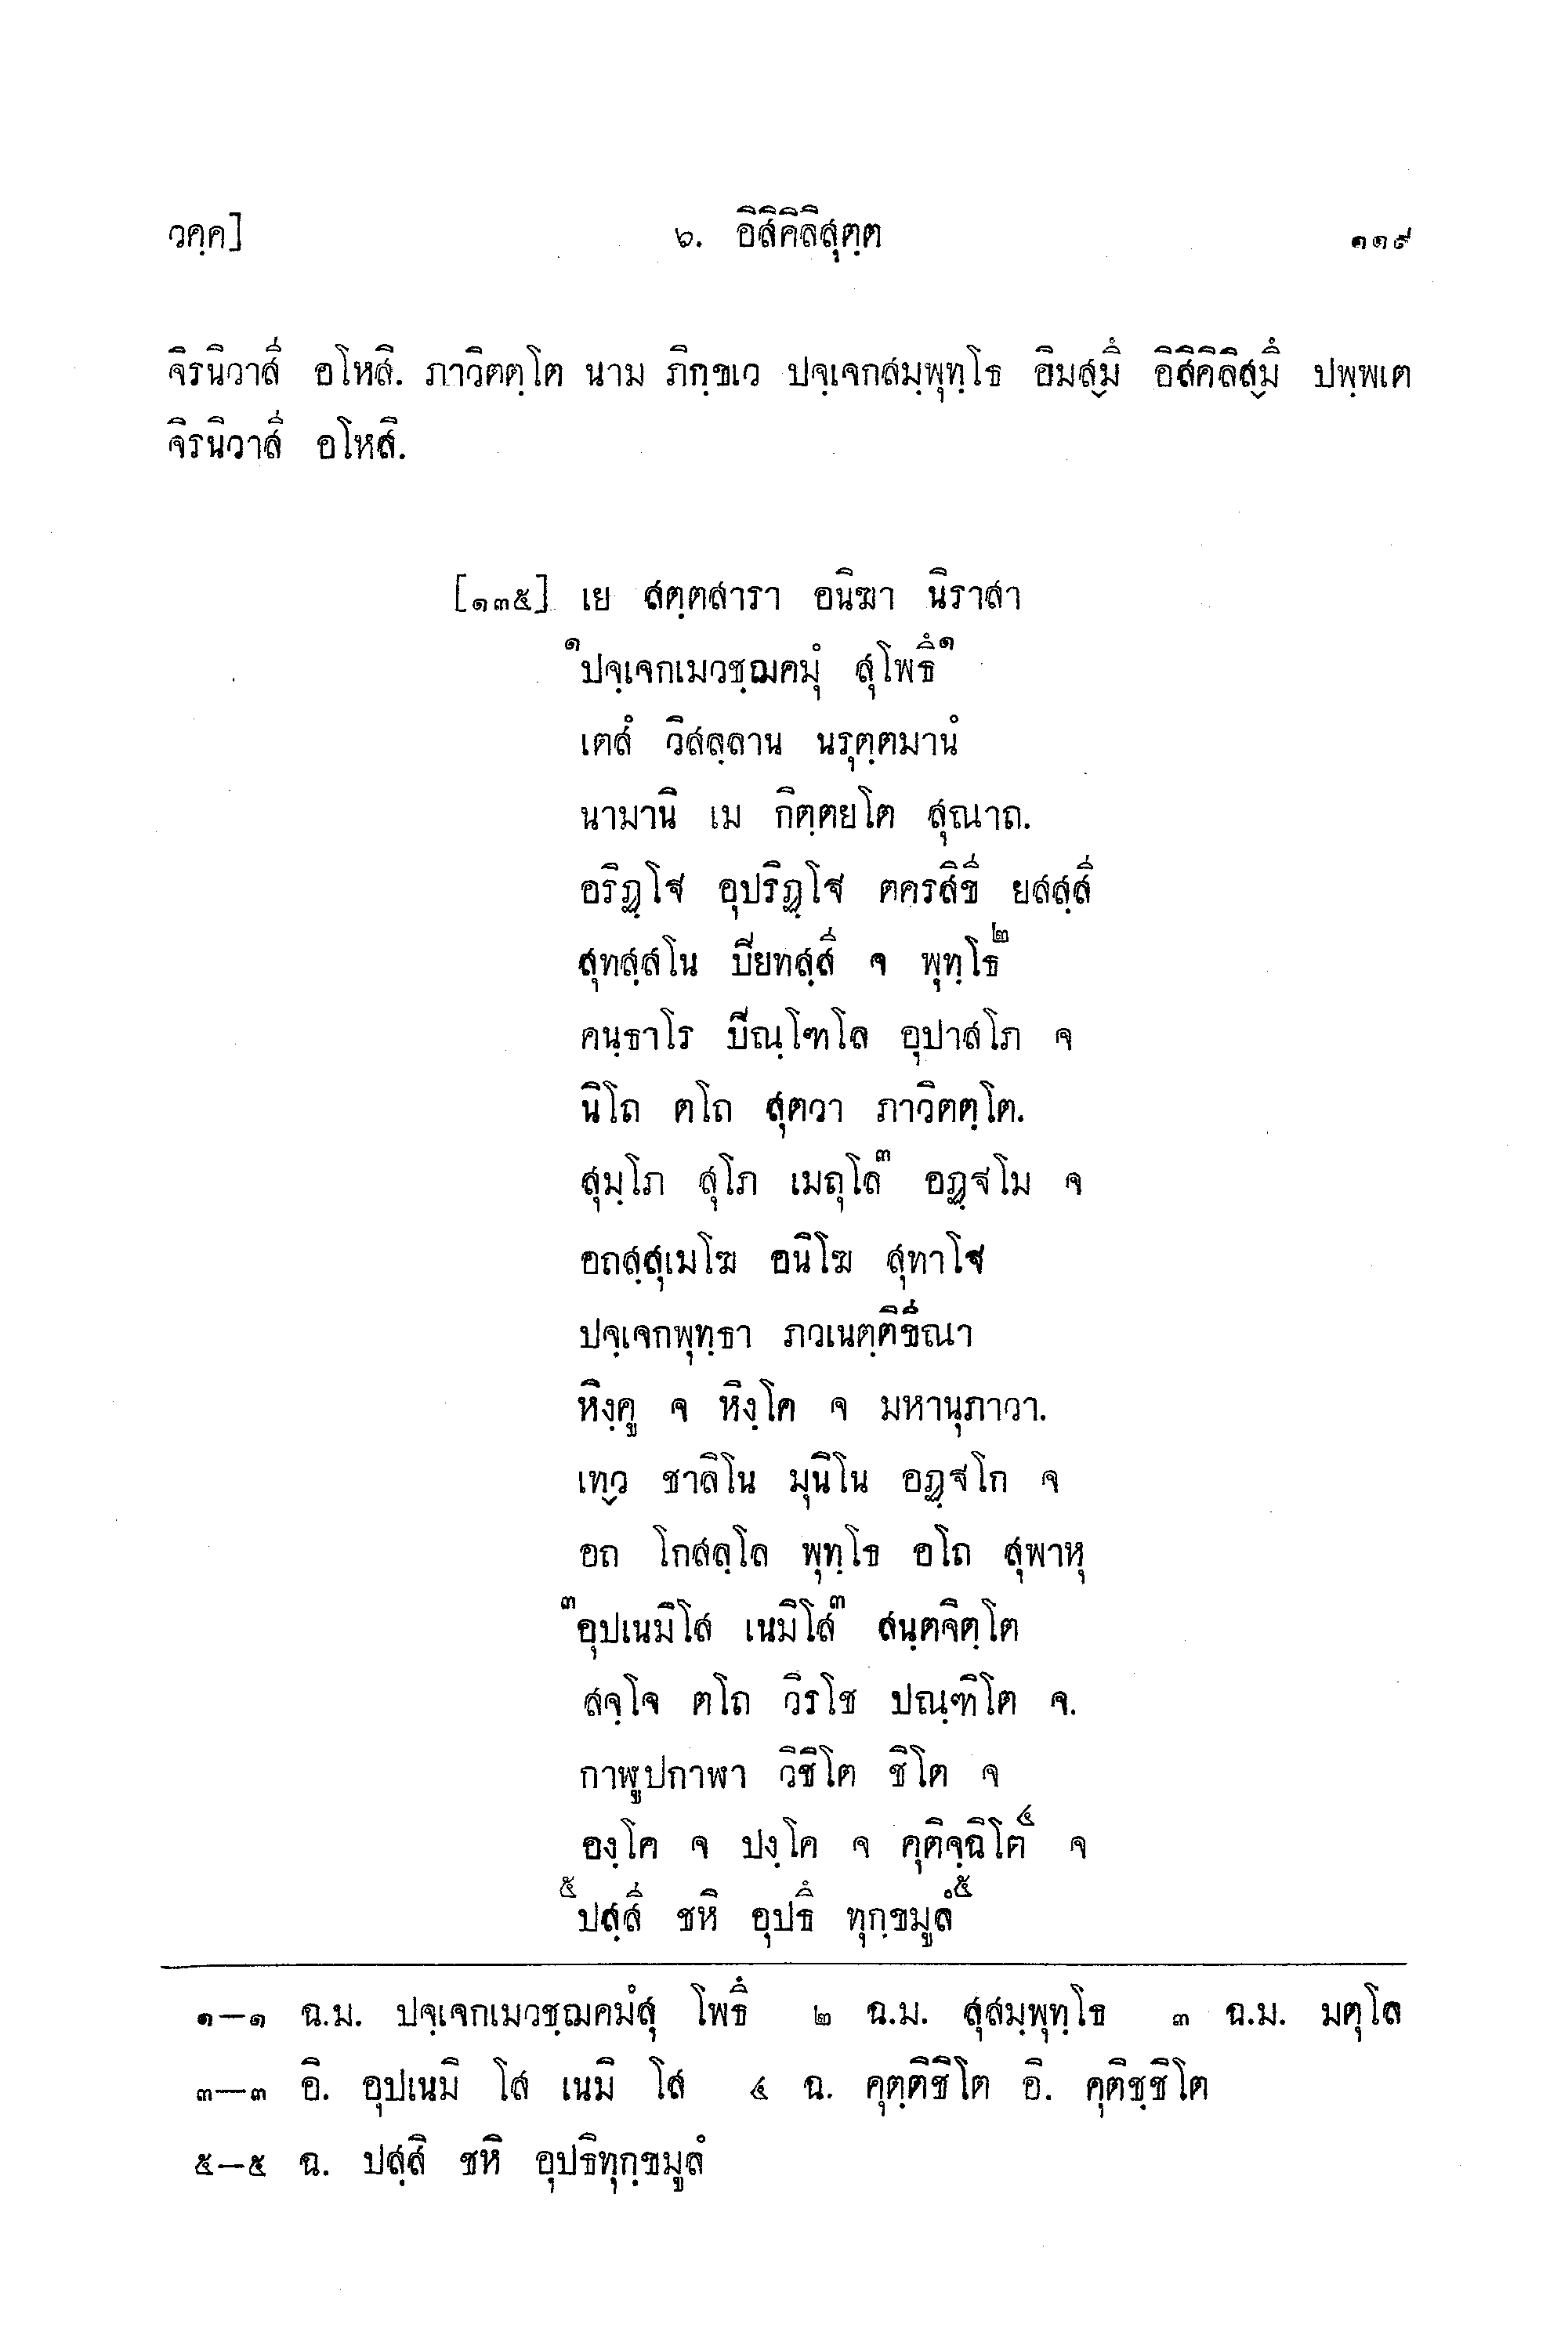 วคฺค] ๖. อิสิคิลิสุตฺต ๑๑๙
จิรนิวาสี อโหสิ. ภาวิตตฺโต นาม ภิกฺขเว ปจฺเจกสมฺพุทฺโธ อิมสฺมึ อิสิคิลิสฺมึ ปพฺพเต
จิรนิวาสี อโหสิ.
[๑๓๕] เย สตฺตสารา อนิฆา นิราสา
๑ปจฺเจกเมวชฺฌคมุํ สุโพธึ๑
เตสํ วิสลฺลาน นรุตฺตมานํ
นามานิ เม กิตฺตยโต สุณาถ.
อริฏฺโฐ อุปริฏฺโฐ ตครสิขี ยสสฺสี
สุทสฺสโน ปิยทสฺสี จ พุทฺโธ๒
คนฺธาโร ปิณฺโฑโล อุปาสโภ จ
นิโถ ตโถ สุตวา ภาวิตตฺโต.
สุมฺโภ สุโภ เมถุโล๓ อฏฺฐโม จ
อถสฺสุเมโฆ อนิโฆ สุทาโฐ
ปจฺเจกพุทฺธา ภวเนตฺติขีณา
หิงฺคู จ หิงฺโค จ มหานุภาวา.
เทฺว ชาลิโน มุนิโน อฏฺฐโก จ
อถ โกสลฺโล พุทฺโธ อโถ สุพาหุ
๓อุปเนมิโส เนมิโส๓ สนฺตจิตฺโต
สจฺโจ ตโถ วิรโช ปณฺฑิโต จ.
กาฬูปกาฬา วิชิโต ชิโต จ
องฺโค จ ปงฺโค จ คุติจฺฉิโต๔ จ
๕ปสฺสี ชหิ อุปธึ ทุกฺขมูลํ๕
๑—๑ ฉ.ม. ปจฺเจกเมวชฺฌคมํสุ โพธึ ๒ ฉ.ม. สุสมฺพุทฺโธ ๓ ฉ.ม. มตุโล
๓—๓ อิ. อุปเนมิ โส เนมิ โส ๔ ฉ. คุตฺติชิโต อิ. คุติชฺชิโต
๕—๕ ฉ. ปสฺสิ ชหิ อุปธิทุกฺขมูลํ